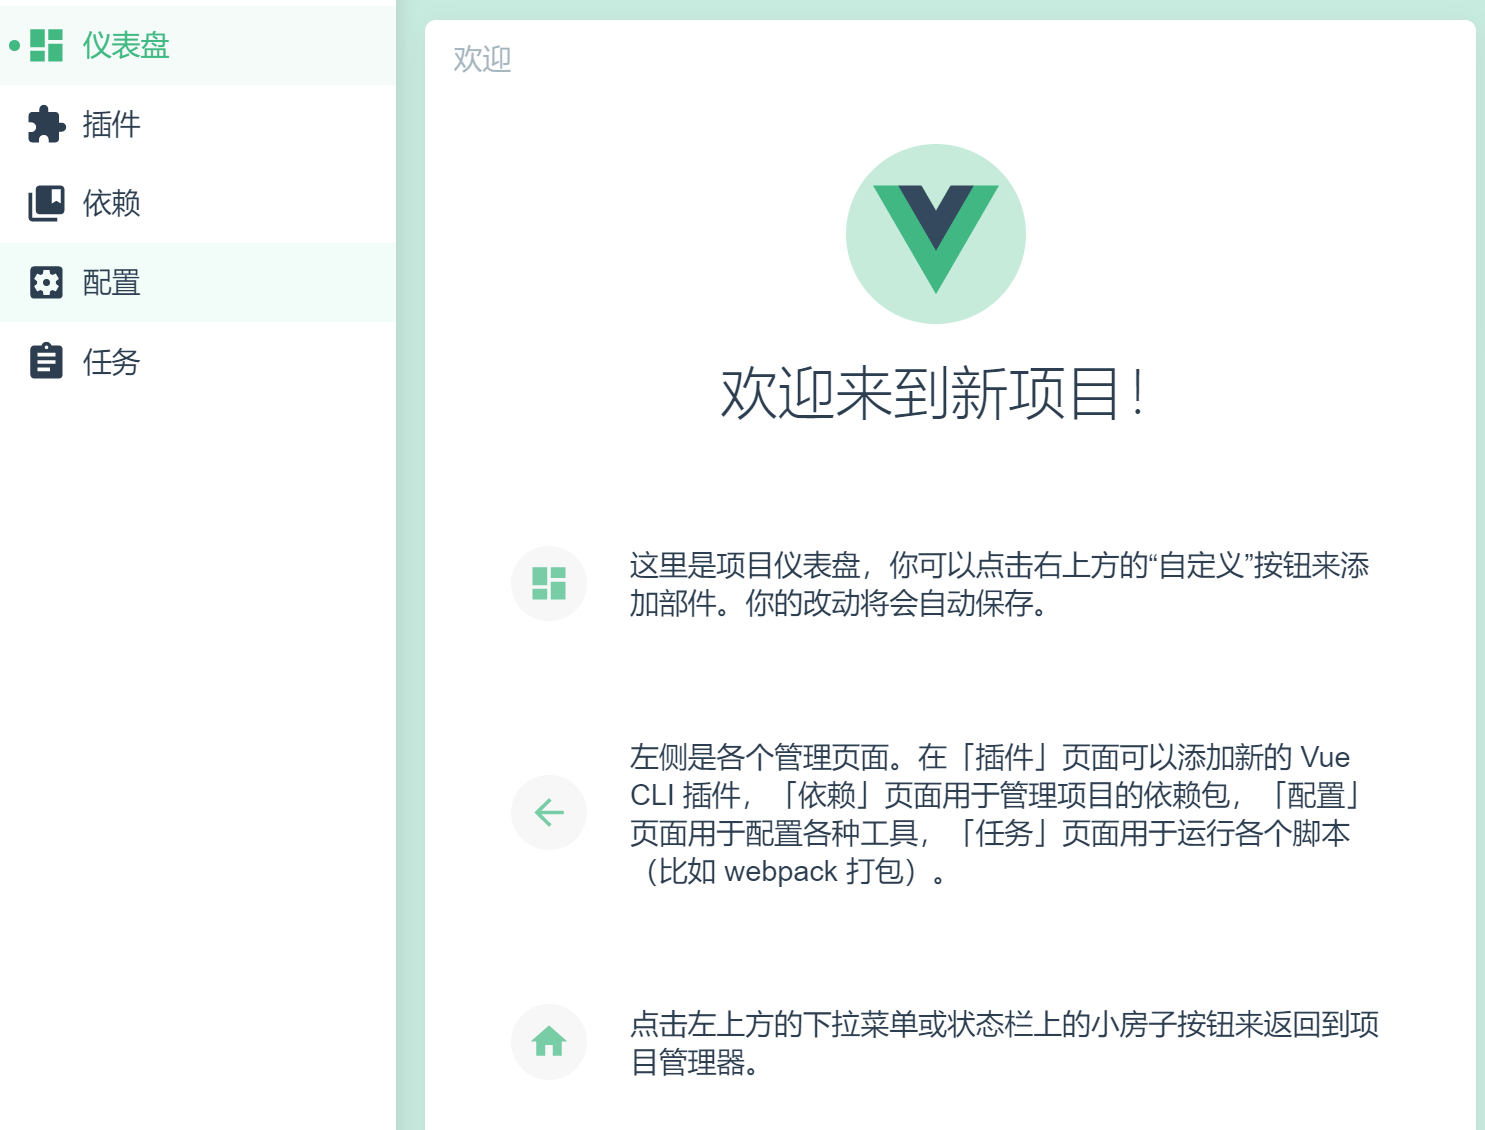 仪表盘
插件
依赖
配置
任务
欢迎
欢迎来到新项目！
这里是项目仪表盘，你可以点击右上方的“自定义”按钮来添
加部件。你的改动将会自动保存。
左侧是各个管理页面。在「插件」页面可以添加新的 Vue
CLI 插件，「依赖」页面用于管理项目的依赖包，「配置」
页面用于配置各种工具，「任务」页面用于运行各个脚本
（比如 webpack 打包）。
点击左上方的下拉菜单或状态栏上的小房子按钮来返回到项
目管理器。